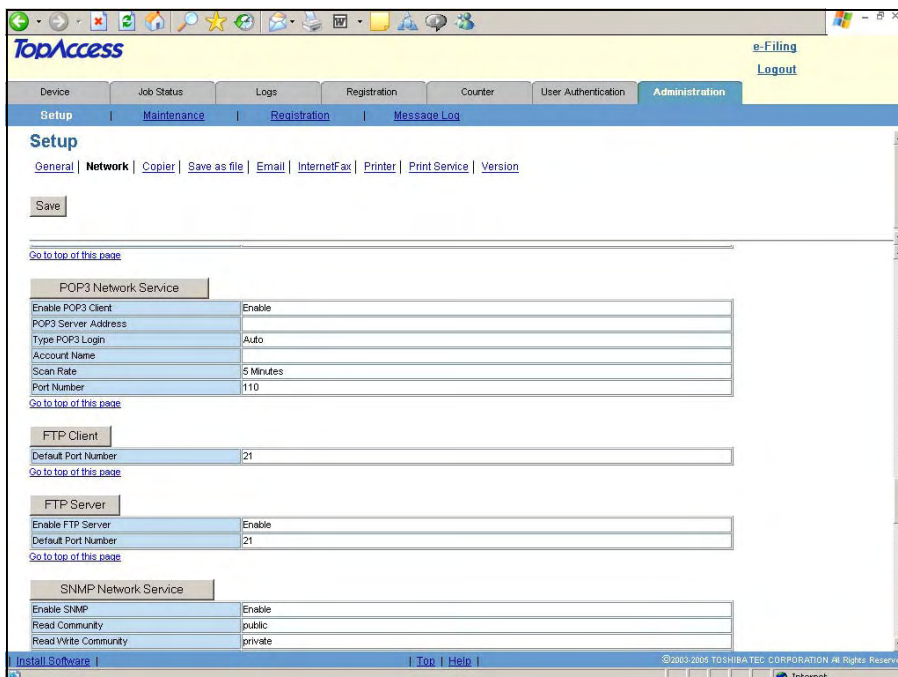 TopAccess
e-Filing
Logout
Device Job Status Logs Registration Counter User Authentication Administration
Setup | Maintenance | Registration | Message Log
Setup
General | Network | Copier | Save as file | Email | InternetFax | Printer | Print Service | Version
Save
Go to top of this page
POP3 Network Service
Enable POP3 Client Enable
POP3 Server Address
Type POP3 Login Auto
Account Name
Scan Rate 5 Minutes
Port Number 110
Go to top of this page
FTP Client
Default Port Number 21
Go to top of this page
FTP Server
Enable FTP Server Enable
Default Port Number 21
Go to top of this page
SNMP Network Service
Enable SNMP Enable
Read Community public
Read Write Community private
| Install Software | | Top | Help | ©2003-2005 TOSHIBA TEC CORPORATION All Rights Reserve
Internet